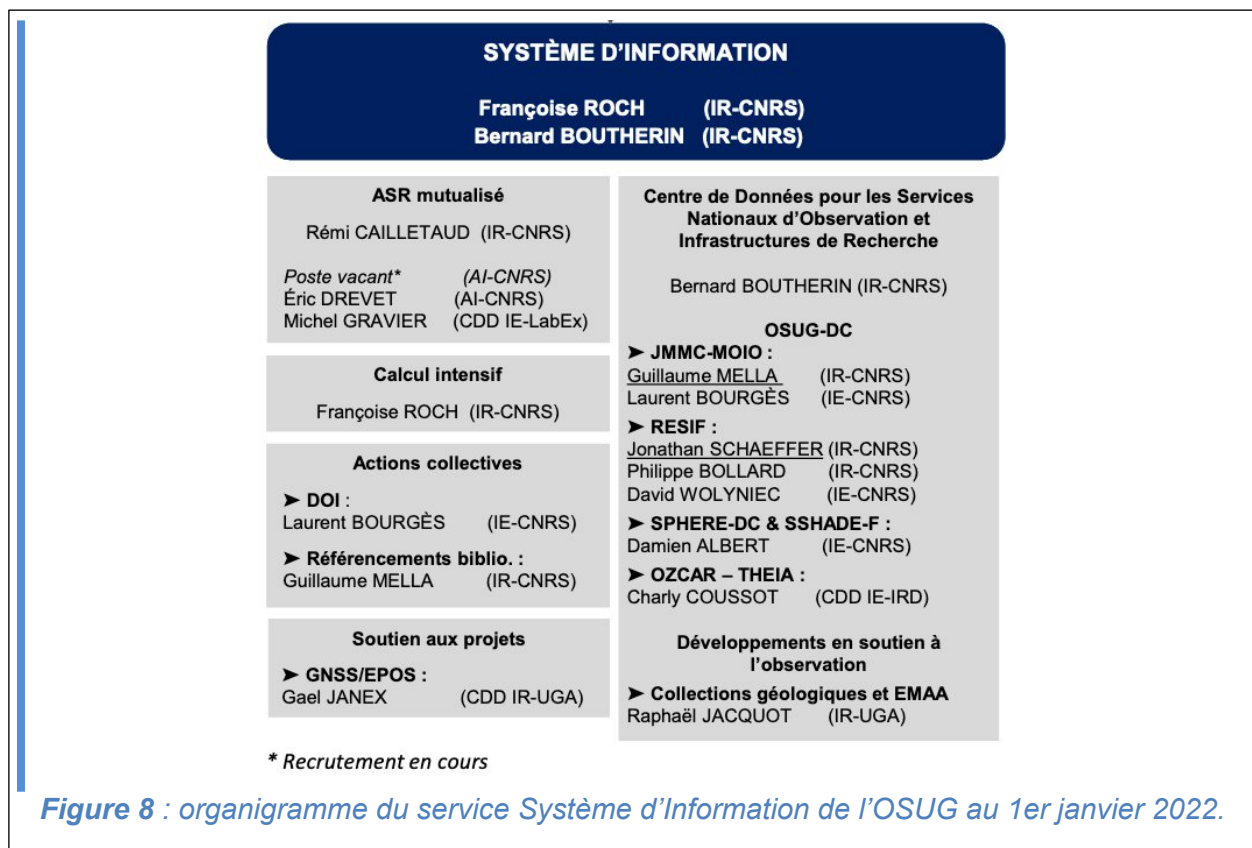 SYSTÈME D'INFORMATION
Françoise ROCH (IR-CNRS)
Bernard BOUTHERIN (IR-CNRS)
ASR mutualisé
Rémi CAILLETAUD (IR-CNRS)
Poste vacant* (AI-CNRS)
Éric DREVET (AI-CNRS)
Michel GRAVIER (CDD IE-LabEx)
Calcul intensif
Françoise ROCH (IR-CNRS)
Actions collectives
➤ DOI :
Laurent BOURGÈS (IE-CNRS)
➤ Référencements biblio. :
Guillaume MELLA (IR-CNRS)
Soutien aux projets
➤ GNSS/EPOS :
Gael JANEX (CDD IR-UGA)
Centre de Données pour les Services
Nationaux d'Observation et
Infrastructures de Recherche
Bernard BOUTHERIN (IR-CNRS)
OSUG-DC
➤ JMMC-MOIO :
Guillaume MELLA (IR-CNRS)
Laurent BOURGÈS (IE-CNRS)
➤ RESIF :
Jonathan SCHAEFFER (IR-CNRS)
Philippe BOLLARD (IR-CNRS)
David WOLYNIEC (IE-CNRS)
➤ SPHERE-DC & SSHADE-F :
Damien ALBERT (IE-CNRS)
➤ OZCAR – THEIA :
Charly COUSSOT (CDD IE-IRD)
Développements en soutien à
l'observation
➤ Collections géologiques et EMAA
Raphaël JACQUOT (IR-UGA)
* Recrutement en cours
Figure 8 : organigramme du service Système d'Information de l'OSUG au 1er janvier 2022.